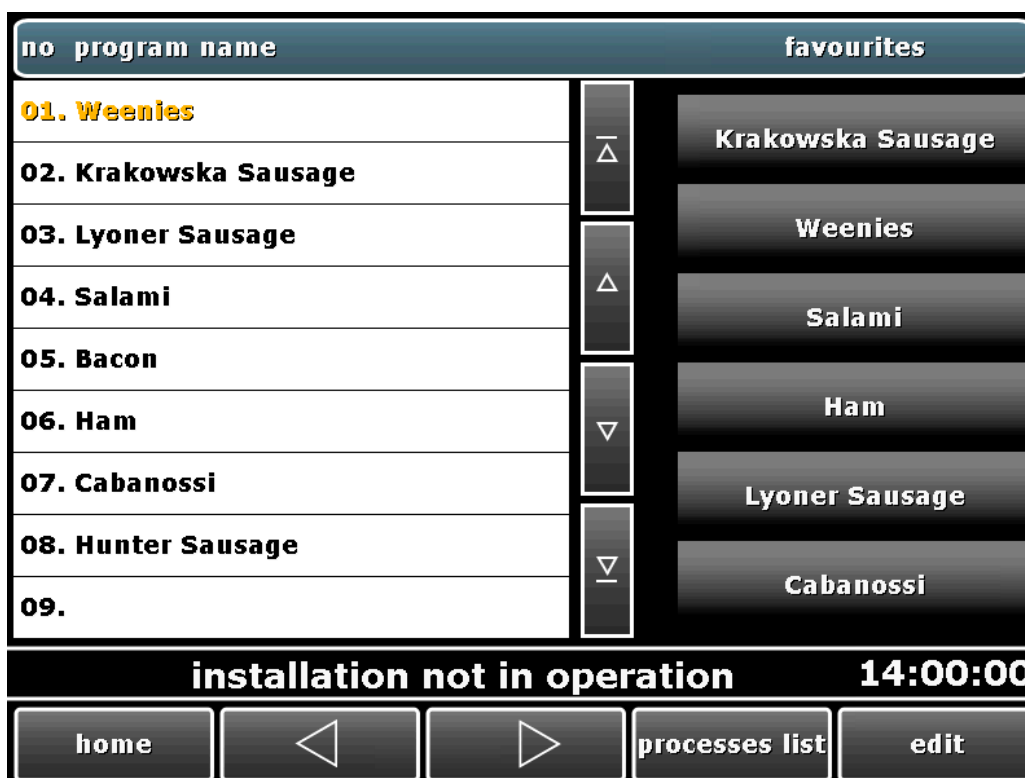 no program name
favourites
01. Weenies
02. Krakowska Sausage
03. Lyoner Sausage
04. Salami
05. Bacon
06. Ham
07. Cabanossi
08. Hunter Sausage
09.
Krakowska Sausage
Weenies
Salami
Ham
Lyoner Sausage
Cabanossi
installation not in operation
14:00:00
home
processes list
edit